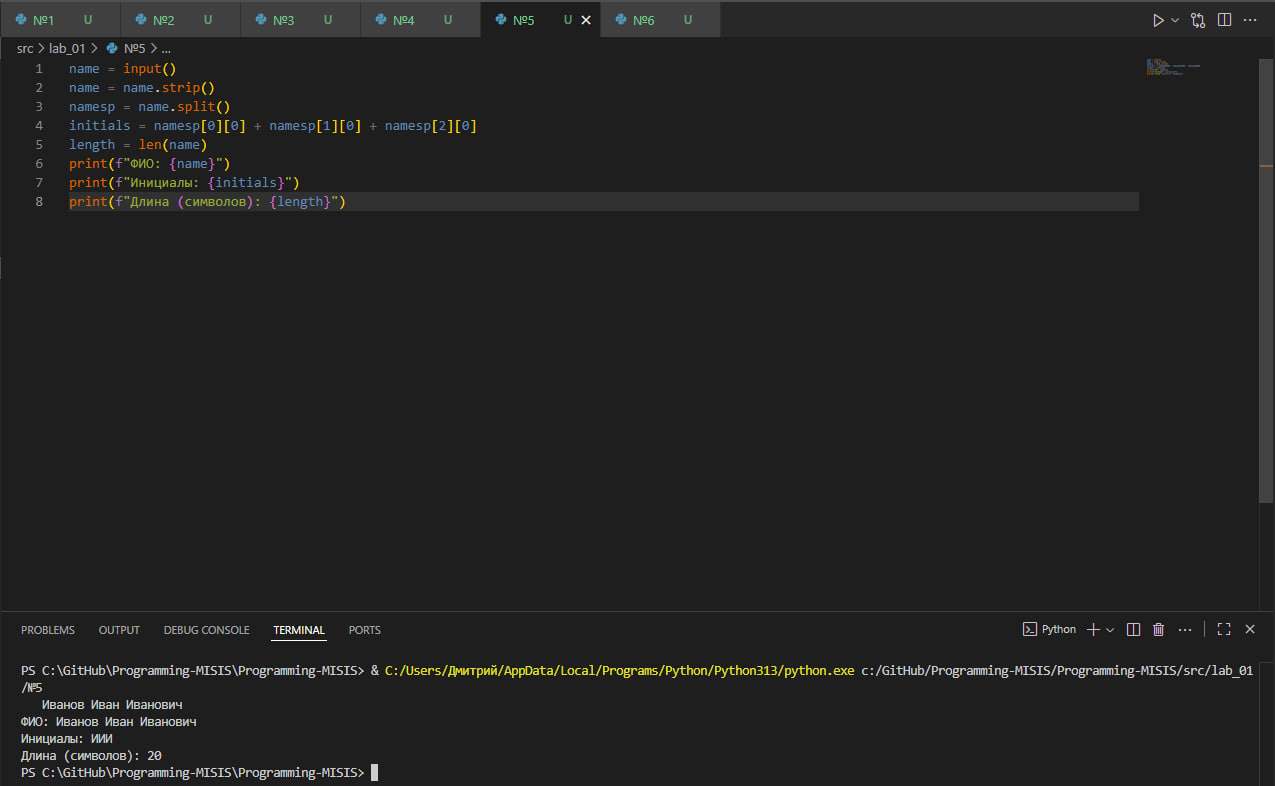 №1 U №2 U №3 U №4 U №5 U №6 U
src > lab_01 > №5 > ...
1 name = input()
2 name = name.strip()
3 namesp = name.split()
4 initials = namesp[0][0] + namesp[1][0] + namesp[2][0]
5 length = len(name)
6 print(f"ФИО: {name}")
7 print(f"Инициалы: {initials}")
8 print(f"Длина (символов): {length}")
PROBLEMS OUTPUT DEBUG CONSOLE TERMINAL PORTS Python
PS C:\GitHub\Programming-MISIS\Programming-MISIS> & C:/Users/Дмитрий/AppData/Local/Programs/Python/Python313/python.exe c:/GitHub/Programming-MISIS/Programming-MISIS/src/lab_01
/№5
Иванов Иван Иванович
ФИО: Иванов Иван Иванович
Инициалы: ИИИ
Длина (символов): 20
PS C:\GitHub\Programming-MISIS\Programming-MISIS>